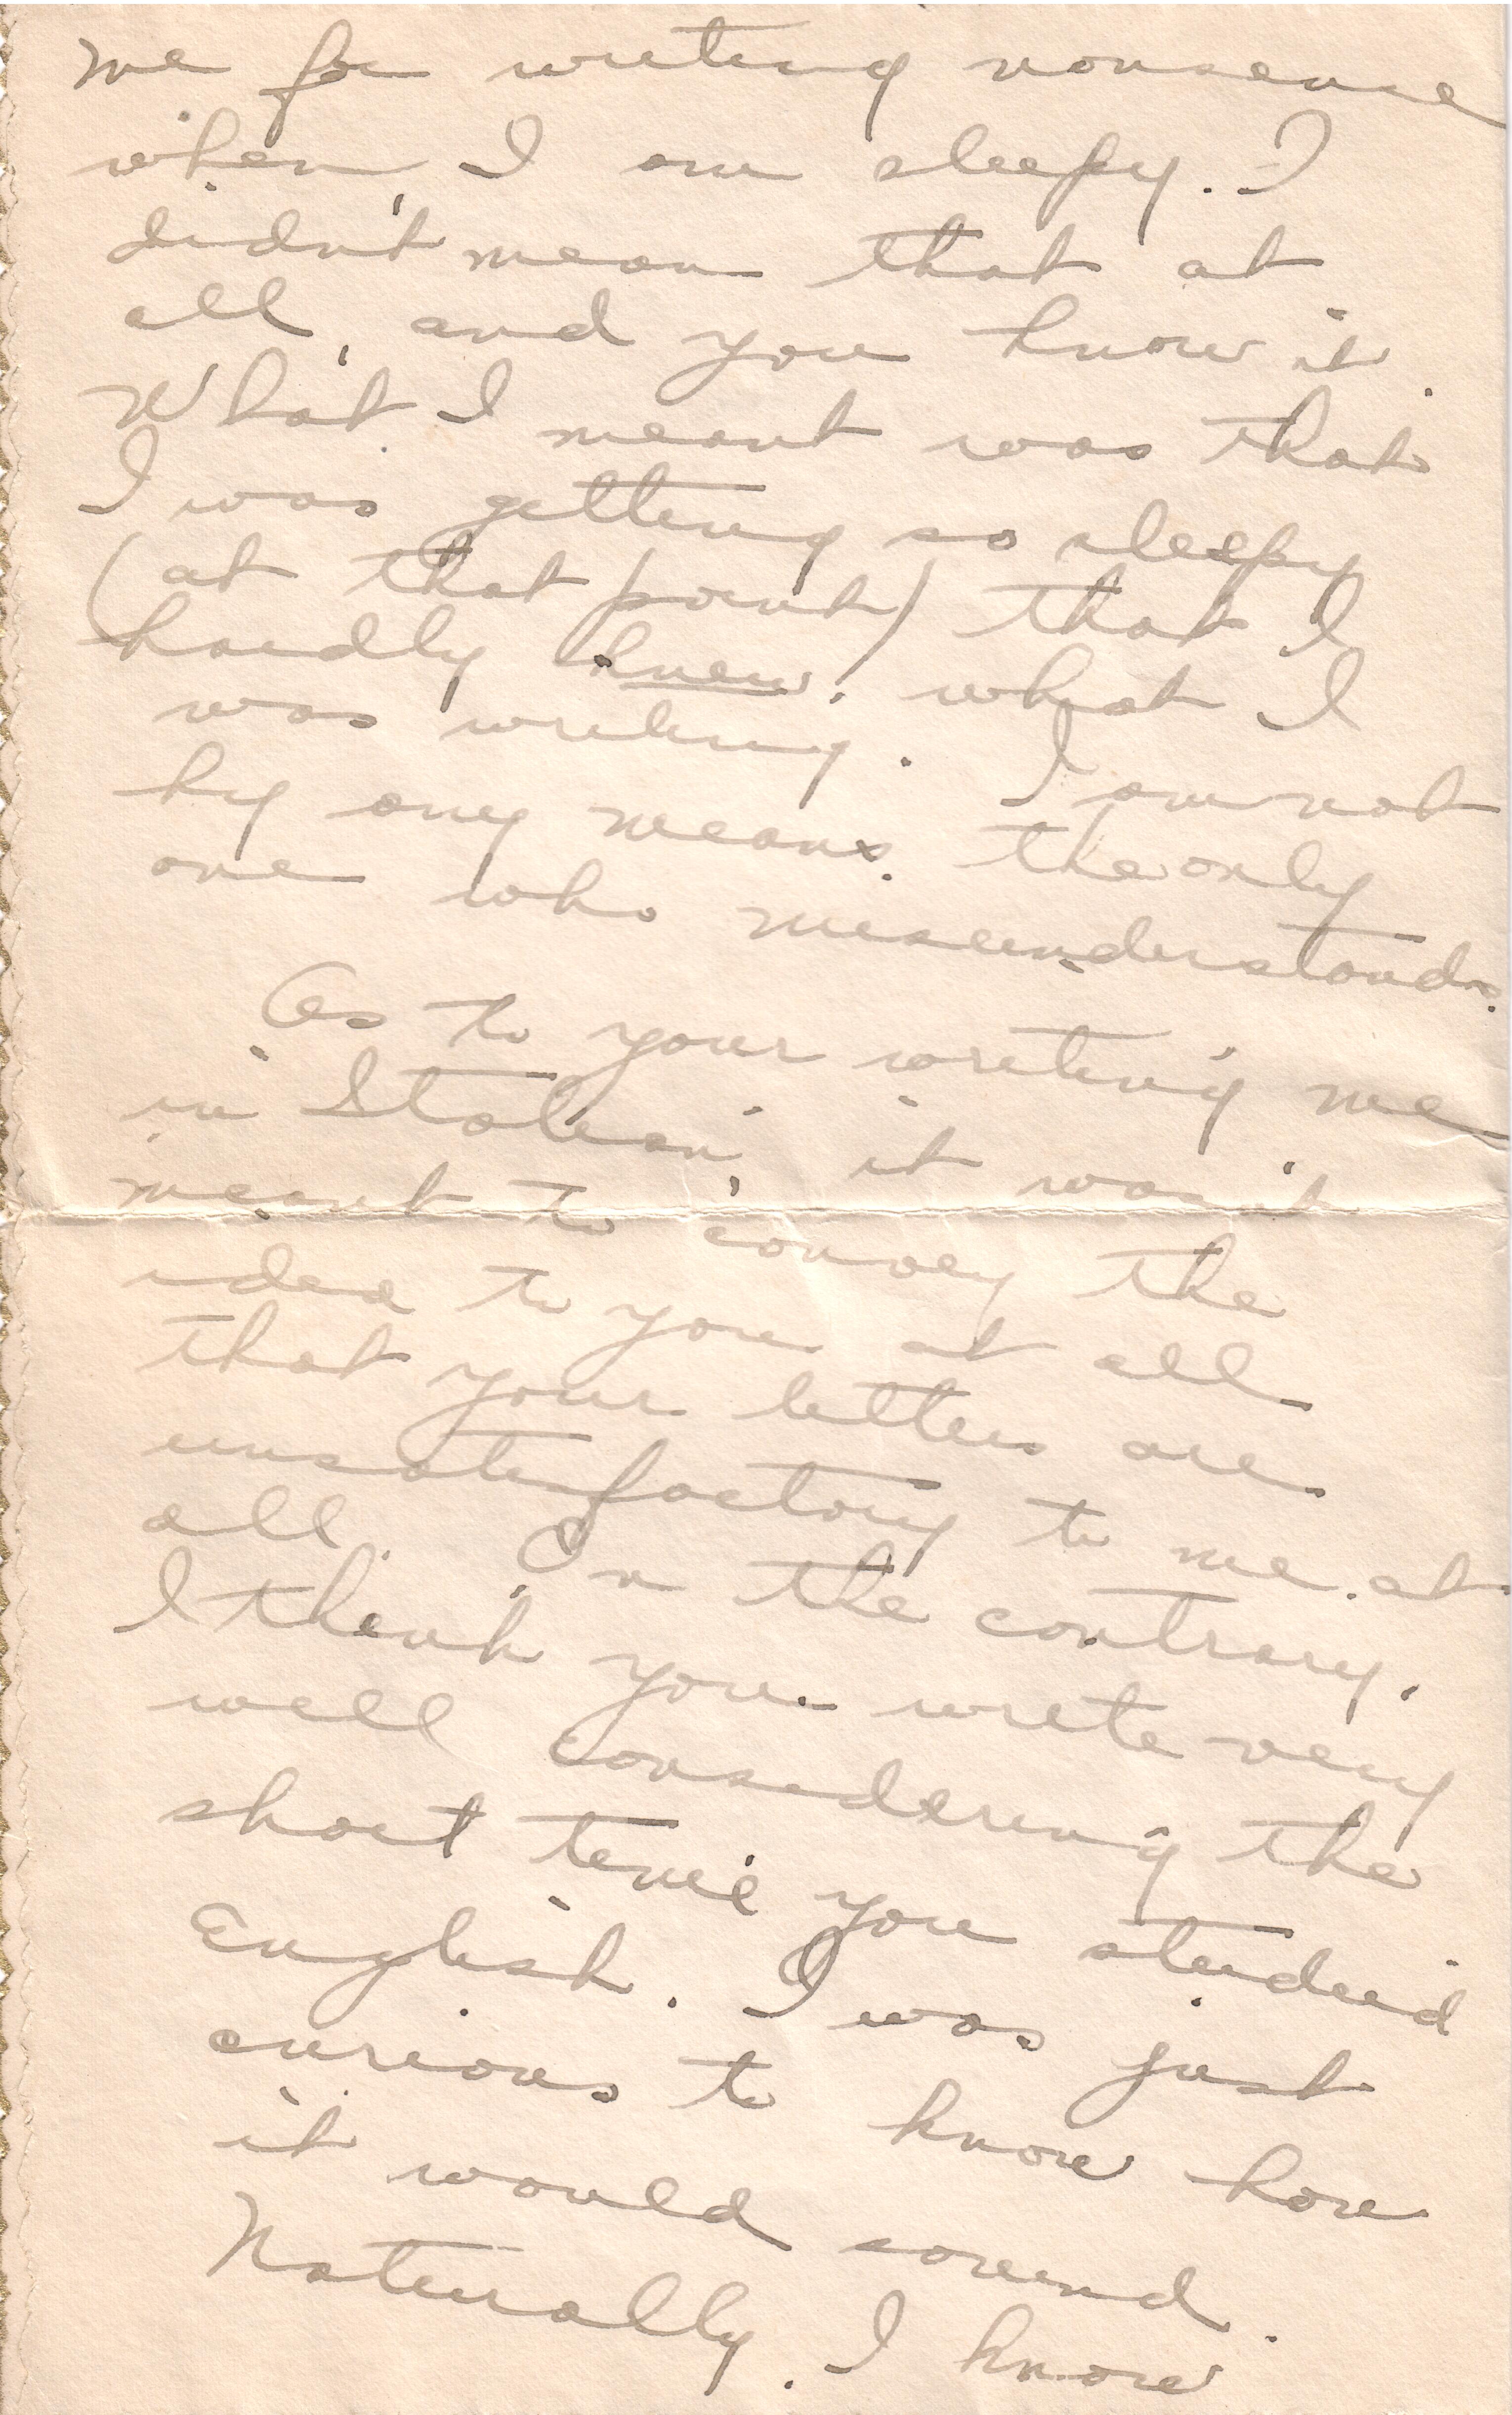 me for writing nonsense
when I am sleepy. I
didn't mean that at
all, and you know it.
What I meant was that
I was getting so sleepy
(at that point) that I
hardly knew what I
was writing. I am not
by any means the only
one who misunderstands.
As to your writing me
in Italian, it wasn't
meant to convey the
idea to you at all
that your letters are
unsatisfactory to me at
all. On the contrary,
I think you write very
well considering the
short time you studied
English. I was just
curious to know how
it would sound.
Naturally, I know